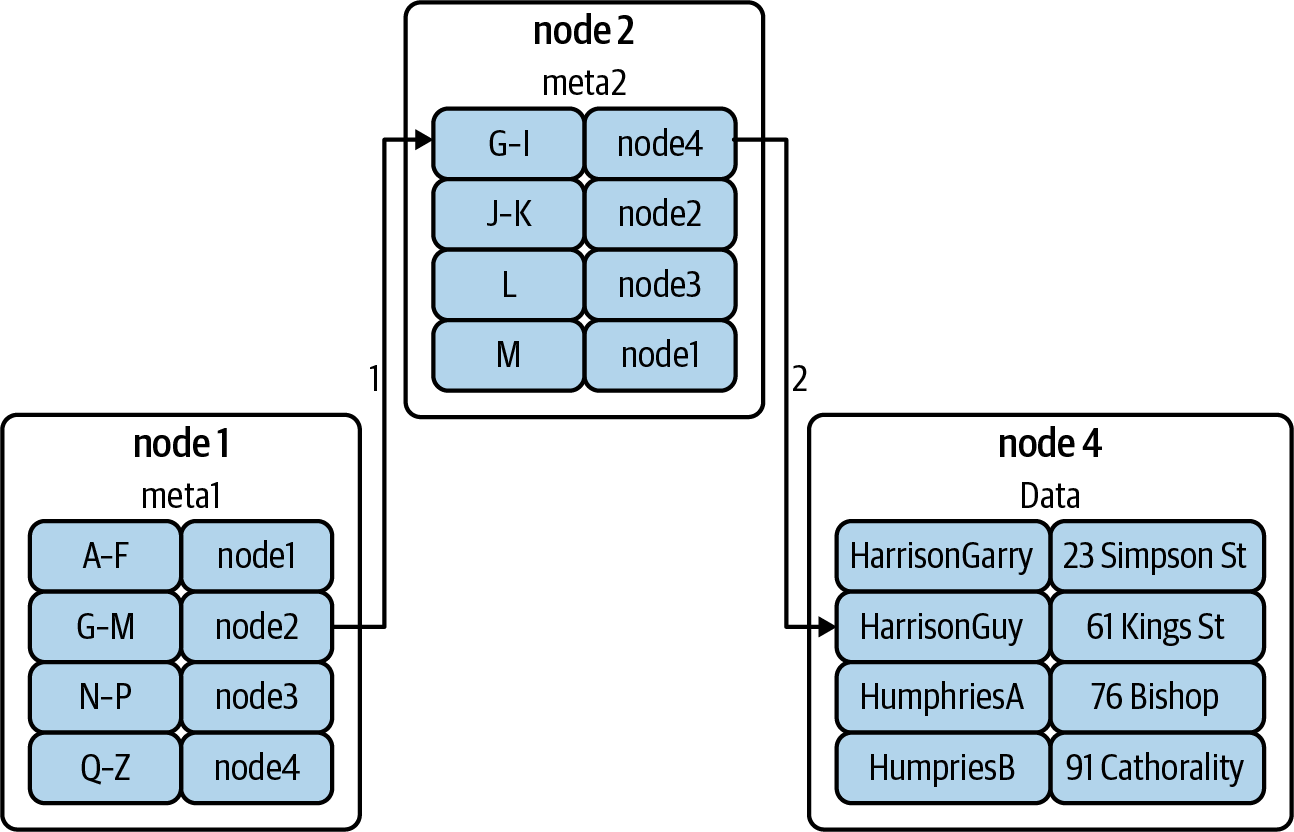 node 2
meta2
G–I node4
J–K node2
L node3
M node1
1
2
node 1
meta1
A–F node1
G–M node2
N–P node3
Q–Z node4
node 4
Data
HarrisonGarry 23 Simpson St
HarrisonGuy 61 Kings St
HumphriesA 76 Bishop
HumpriesB 91 Cathorality